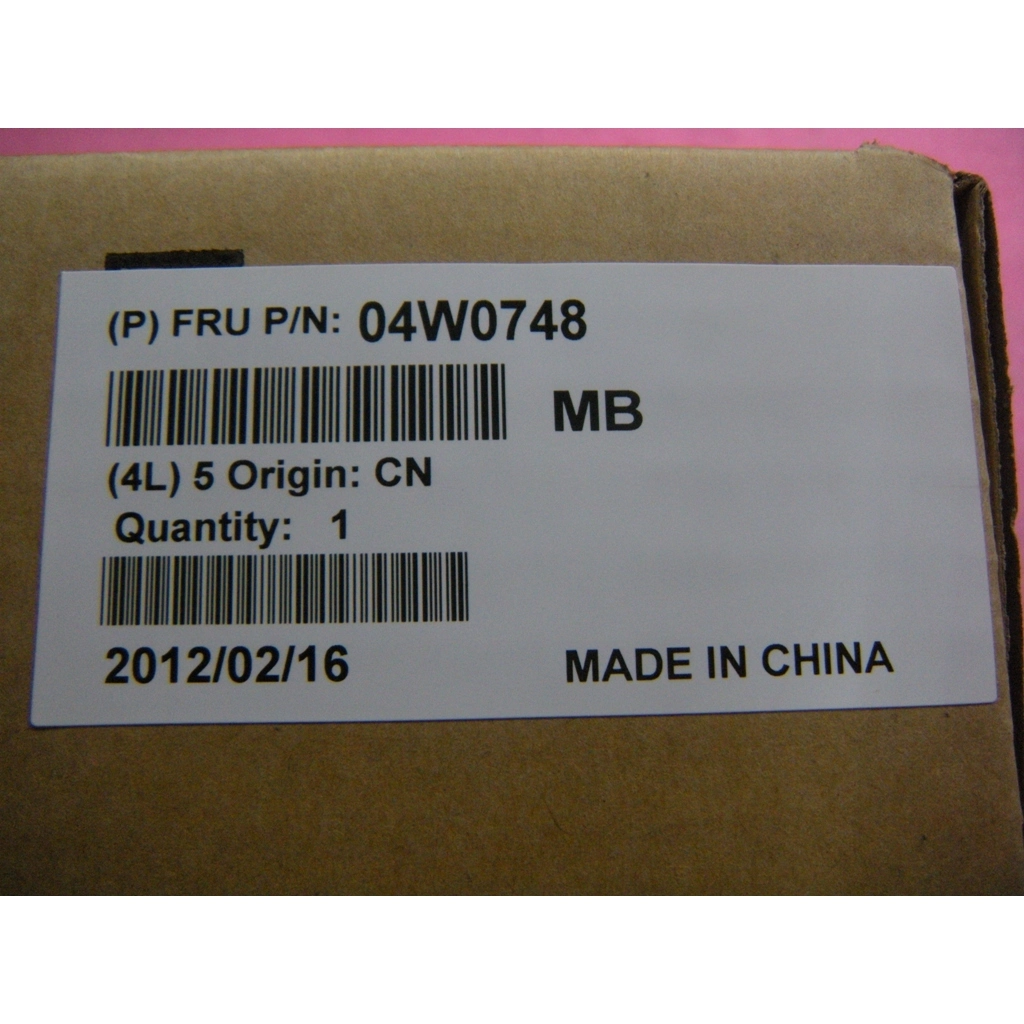 (P) FRU P/N: 04W0748
MB
(4L) 5 Origin: CN
Quantity: 1
2012/02/16
MADE IN CHINA